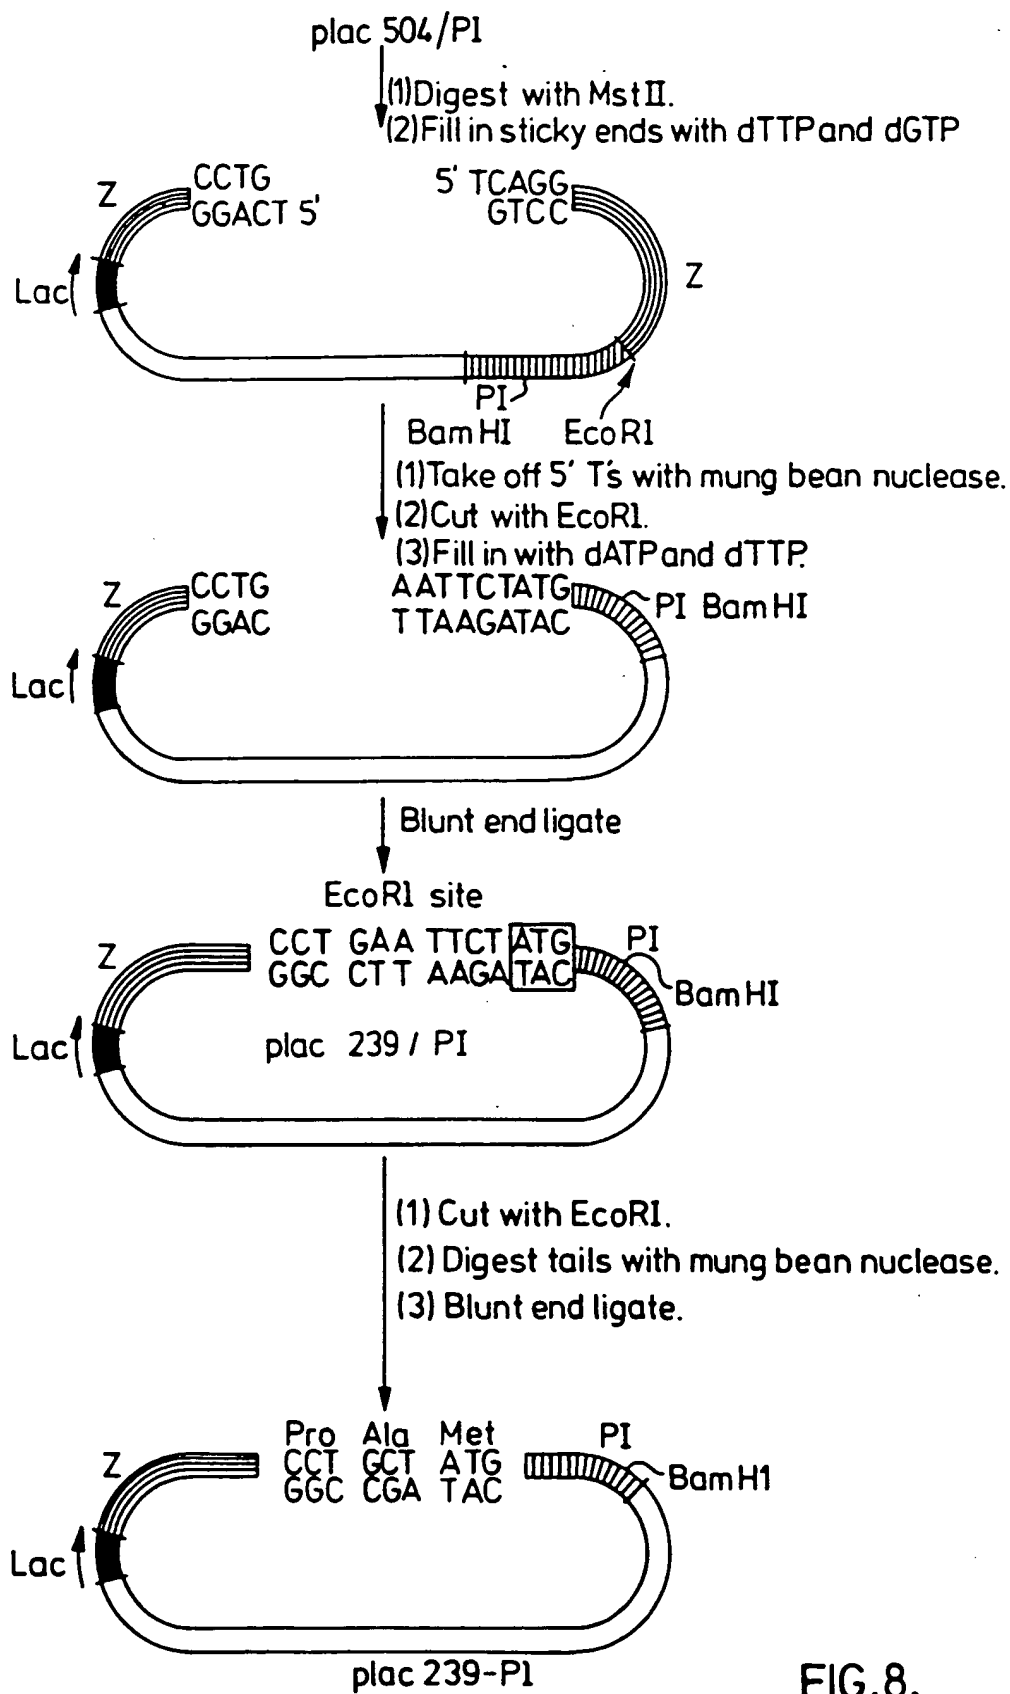 plac 504/PI
(1)Digest with MstII.
(2)Fill in sticky ends with dTTP and dGTP
Z
CCTG
GGACT 5'
5' TCAGG
GTCC
Z
Lac
PI
BamHI
EcoR1
(1)Take off 5' T's with mung bean nuclease.
(2)Cut with EcoR1.
(3)Fill in with dATP and dTTP.
Z
CCTG
GGAC
AATTCTATG
TTAAGATAC
PI BamHI
Lac
Blunt end ligate
EcoR1 site
Z
CCT GAA TTCT ATG
GGC CTT AAGA TAC
PI
BamHI
Lac
plac 239 / PI
(1) Cut with EcoRI.
(2) Digest tails with mung bean nuclease.
(3) Blunt end ligate.
Pro Ala Met
Z
CCT GCT ATG
GGC CGA TAC
PI
BamH1
Lac
plac 239-P1
FIG.8.